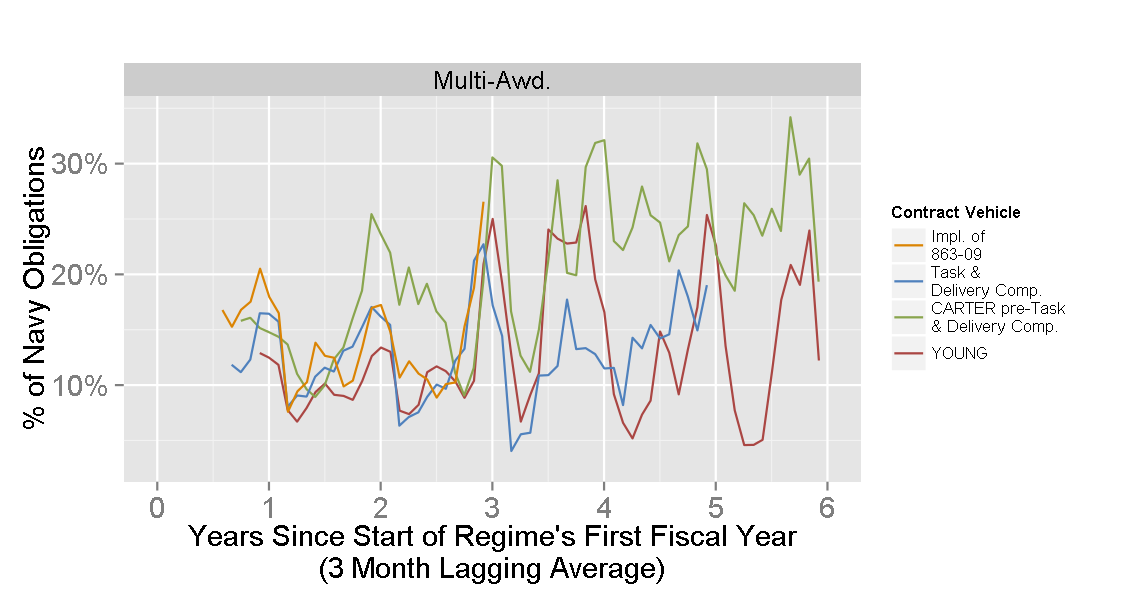 Multi-Awd.
% of Navy Obligations
30%
20%
10%
0 1 2 3 4 5 6
Years Since Start of Regime's First Fiscal Year
(3 Month Lagging Average)
Contract Vehicle
Impl. of
863-09
Task &
Delivery Comp.
CARTER pre-Task
& Delivery Comp.
YOUNG